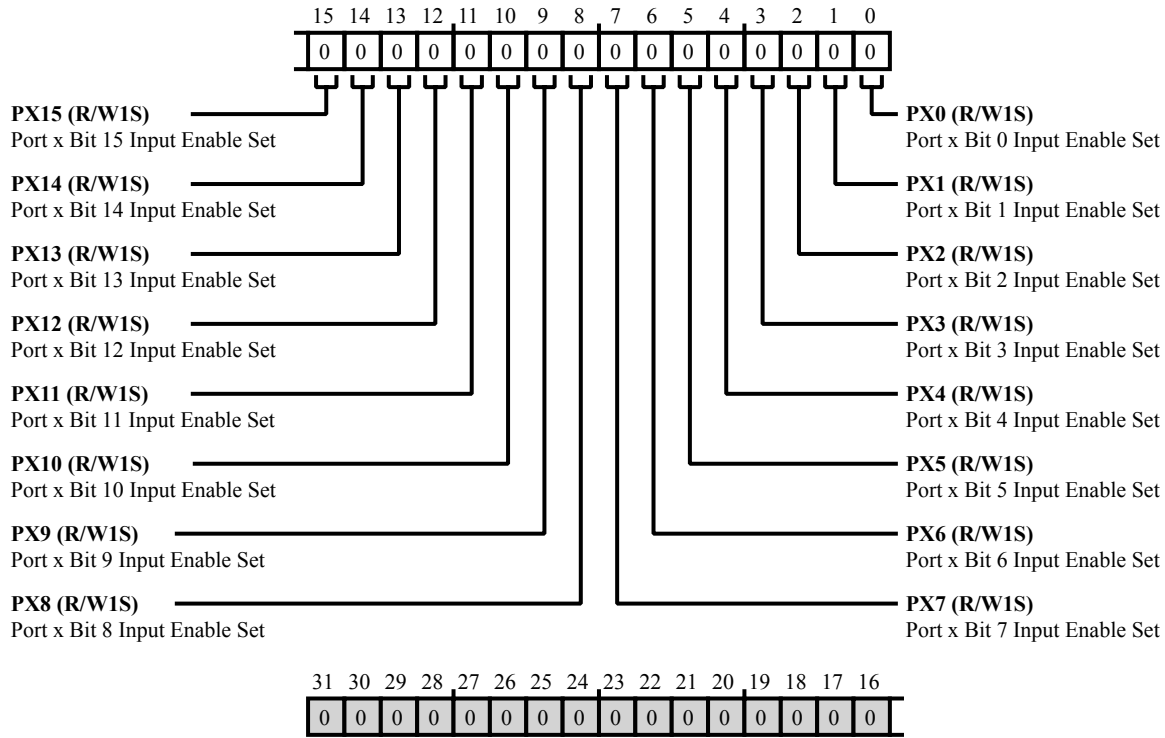 15 14 13 12 11 10 9 8 7 6 5 4 3 2 1 0
0 0 0 0 0 0 0 0 0 0 0 0 0 0 0 0
PX15 (R/W1S)
Port x Bit 15 Input Enable Set
PX14 (R/W1S)
Port x Bit 14 Input Enable Set
PX13 (R/W1S)
Port x Bit 13 Input Enable Set
PX12 (R/W1S)
Port x Bit 12 Input Enable Set
PX11 (R/W1S)
Port x Bit 11 Input Enable Set
PX10 (R/W1S)
Port x Bit 10 Input Enable Set
PX9 (R/W1S)
Port x Bit 9 Input Enable Set
PX8 (R/W1S)
Port x Bit 8 Input Enable Set
PX0 (R/W1S)
Port x Bit 0 Input Enable Set
PX1 (R/W1S)
Port x Bit 1 Input Enable Set
PX2 (R/W1S)
Port x Bit 2 Input Enable Set
PX3 (R/W1S)
Port x Bit 3 Input Enable Set
PX4 (R/W1S)
Port x Bit 4 Input Enable Set
PX5 (R/W1S)
Port x Bit 5 Input Enable Set
PX6 (R/W1S)
Port x Bit 6 Input Enable Set
PX7 (R/W1S)
Port x Bit 7 Input Enable Set
31 30 29 28 27 26 25 24 23 22 21 20 19 18 17 16
0 0 0 0 0 0 0 0 0 0 0 0 0 0 0 0